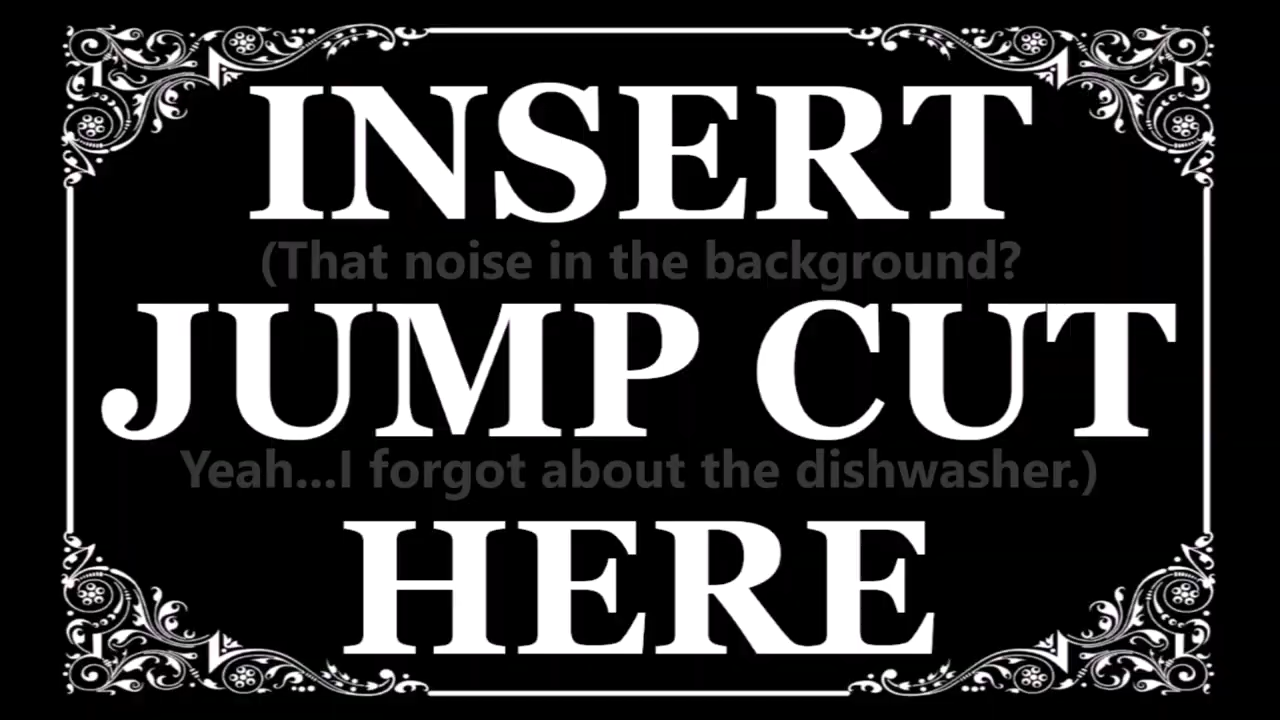 INSERT
(That noise in the background?
JUMP CUT
Yeah...I forgot about the dishwasher.)
HERE